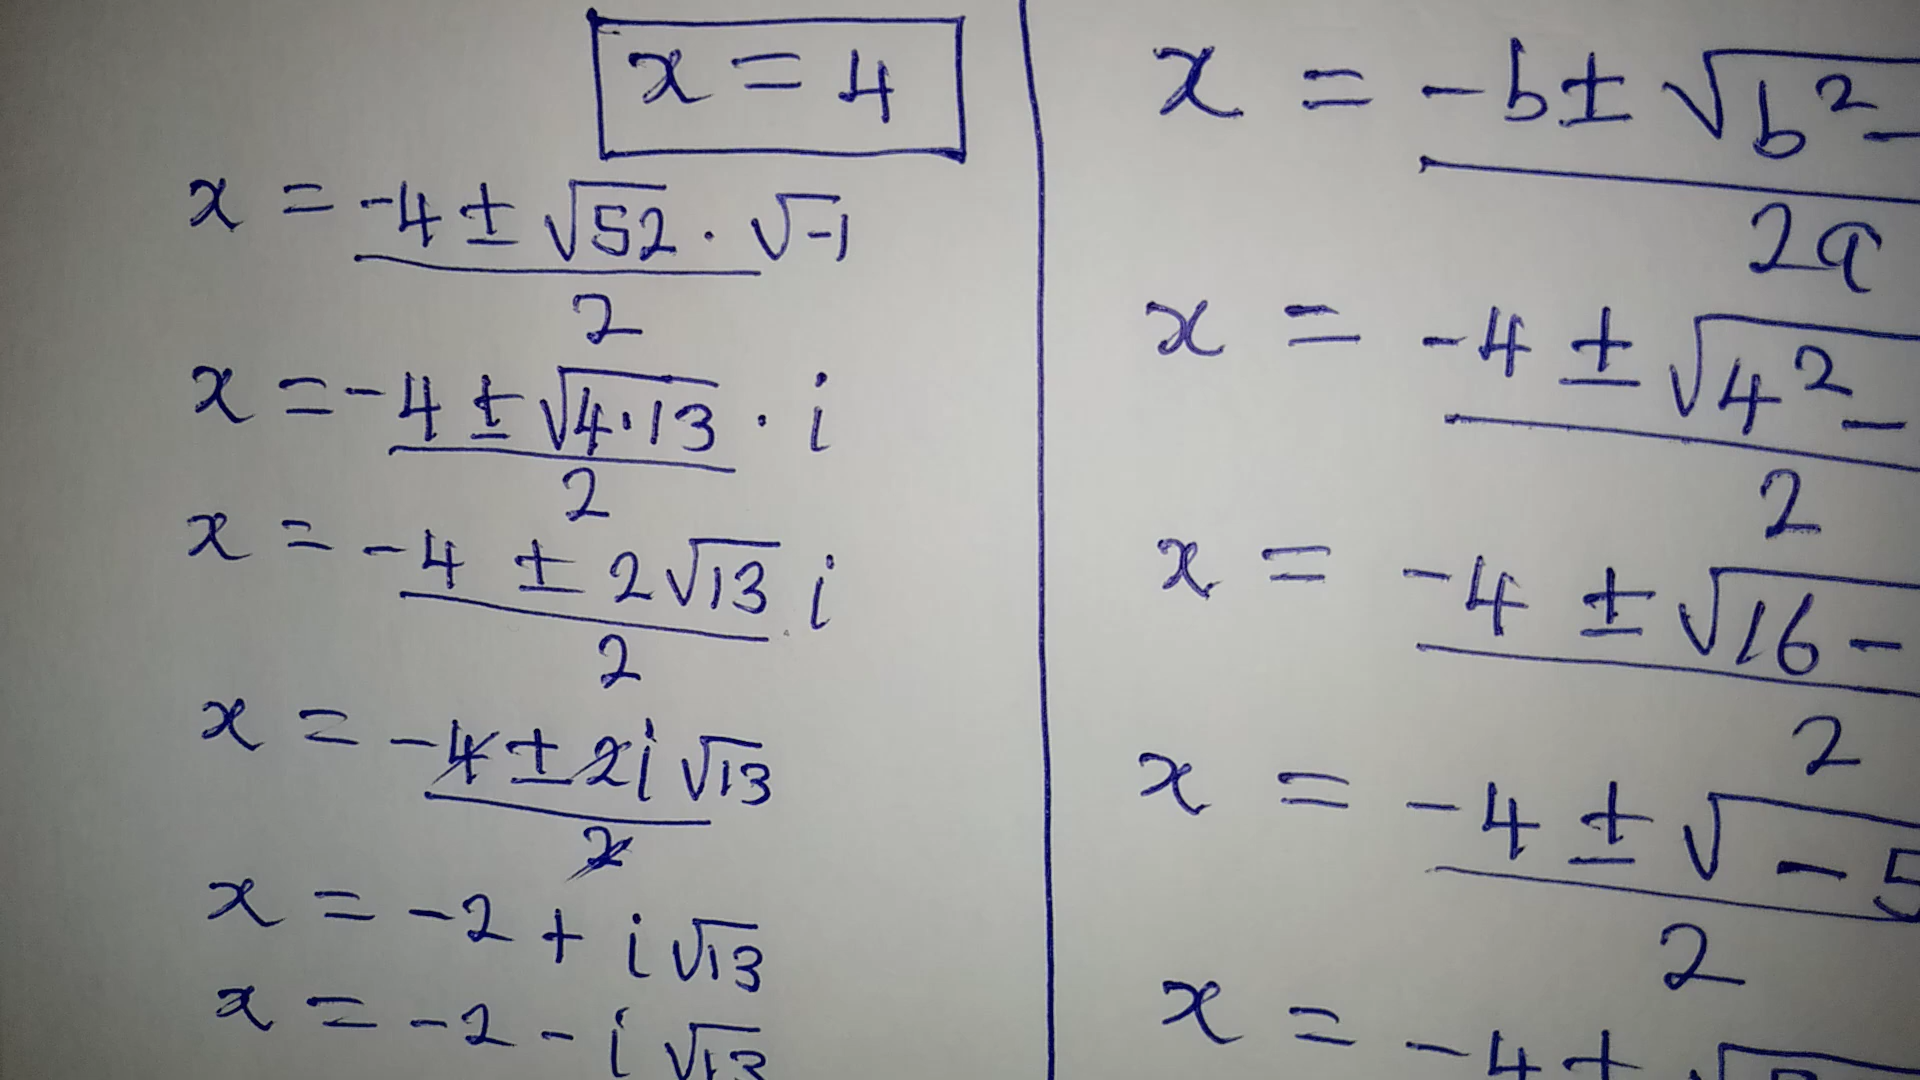 x = 4
x = -4 ± √52 · √-1
2
x = -4 ± √4·13 · i
2
x = -4 ± 2√13 i
2
x = -4 ± 2i √13
2
x = -2 + i √13
x = -2 - i √13
x = -b ± √b² -
2a
x = -4 ± √4² -
2
x = -4 ± √16 -
2
x = -4 ± √-5
2
x = -4 ± √